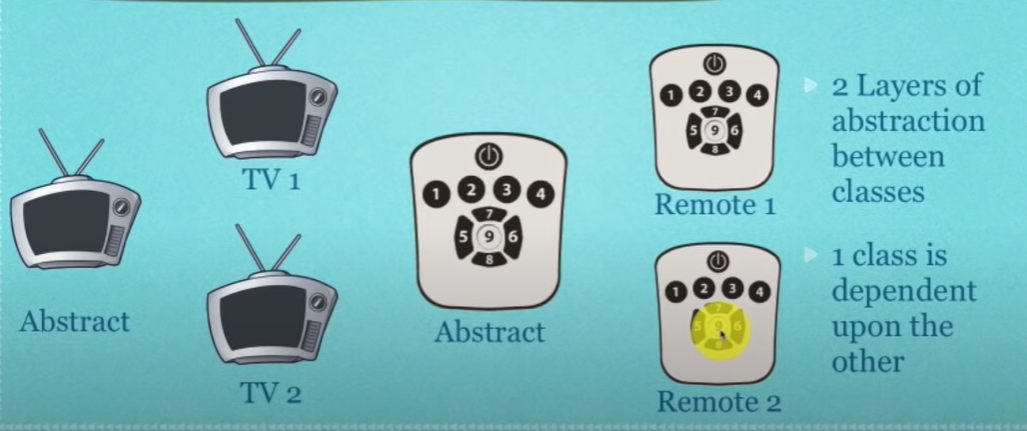 Abstract
TV 1
TV 2
1 2 3 4
7
5 9 6
8
Abstract
1 2 3 4
7
5 9 6
8
Remote 1
1 2 3 4
7
5 9 6
8
Remote 2
2 Layers of
abstraction
between
classes
1 class is
dependent
upon the
other